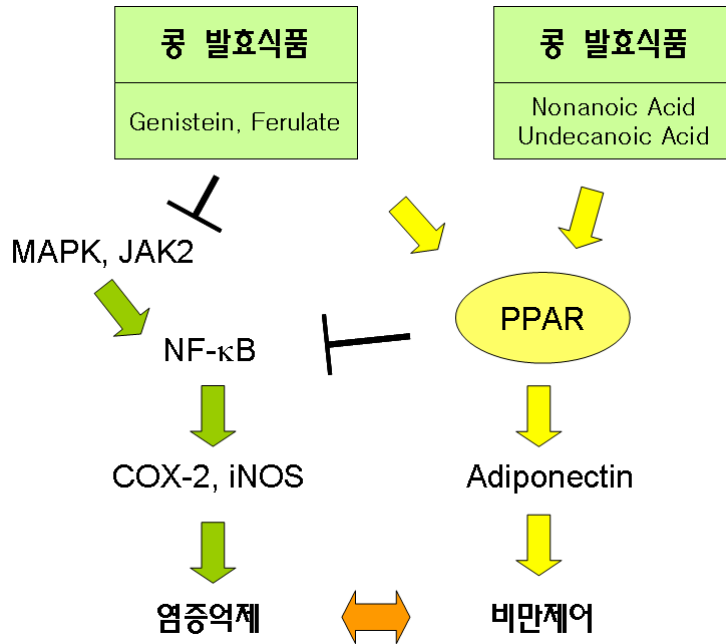 콩 발효식품
Genistein, Ferulate
콩 발효식품
Nonanoic Acid
Undecanoic Acid
MAPK, JAK2
PPAR
NF-κB
COX-2, iNOS
Adiponectin
염증억제
비만제어